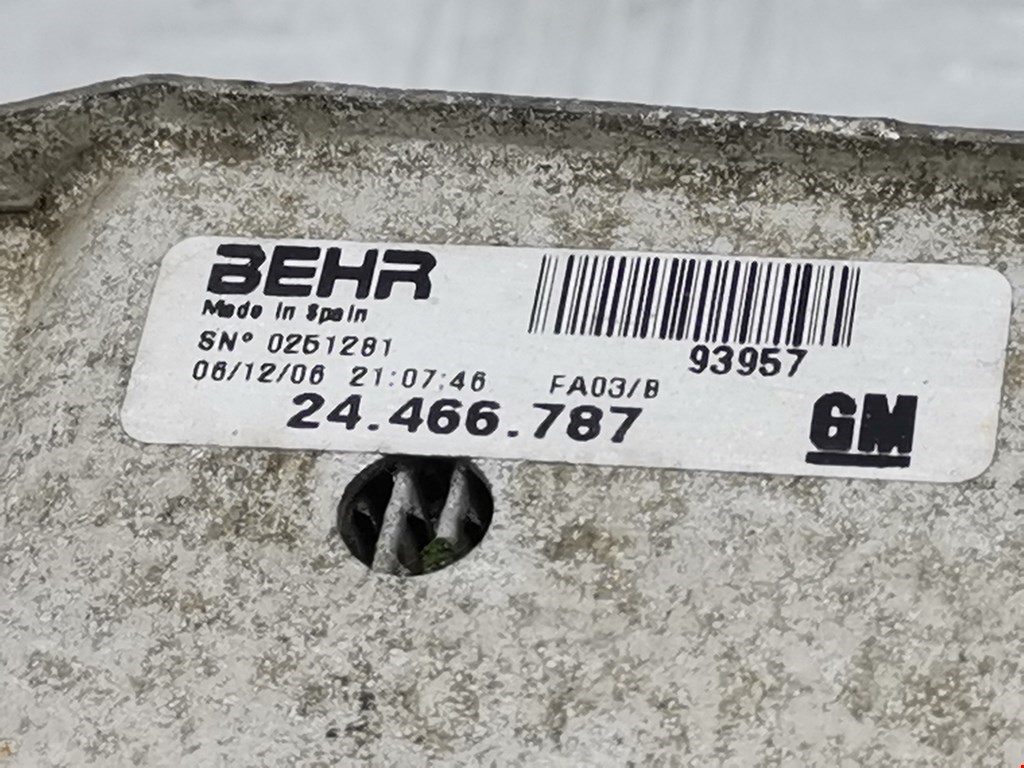 BEHR
Made in Spain
SN° 0251281
06/12/06 21:07:46 FA03/B
24.466.787
93957
GM